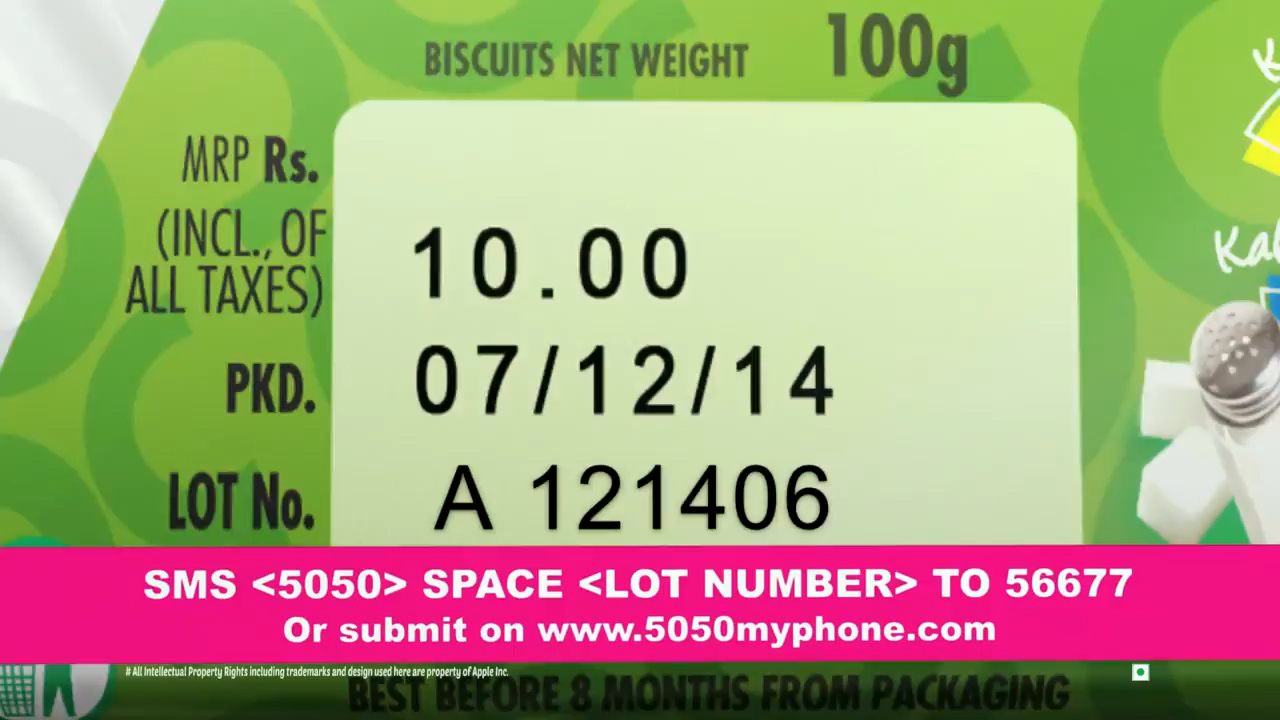 BISCUITS NET WEIGHT 100g
MRP Rs.
(INCL., OF
ALL TAXES)
10.00
PKD. 07/12/14
LOT No. A 121406
SMS <5050> SPACE <LOT NUMBER> TO 56677
Or submit on www.5050myphone.com
# All Intellectual Property Rights including trademarks and design used here are property of Apple Inc.
BEST BEFORE 8 MONTHS FROM PACKAGING